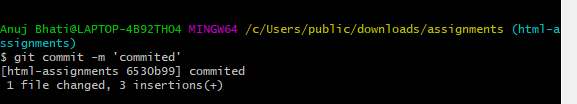 Anuj Bhati@LAPTOP-4B92TH04 MINGW64 /c/Users/public/downloads/assignments (html-a
ssignments)
$ git commit -m 'commited'
[html-assignments 6530b99] commited
 1 file changed, 3 insertions(+)